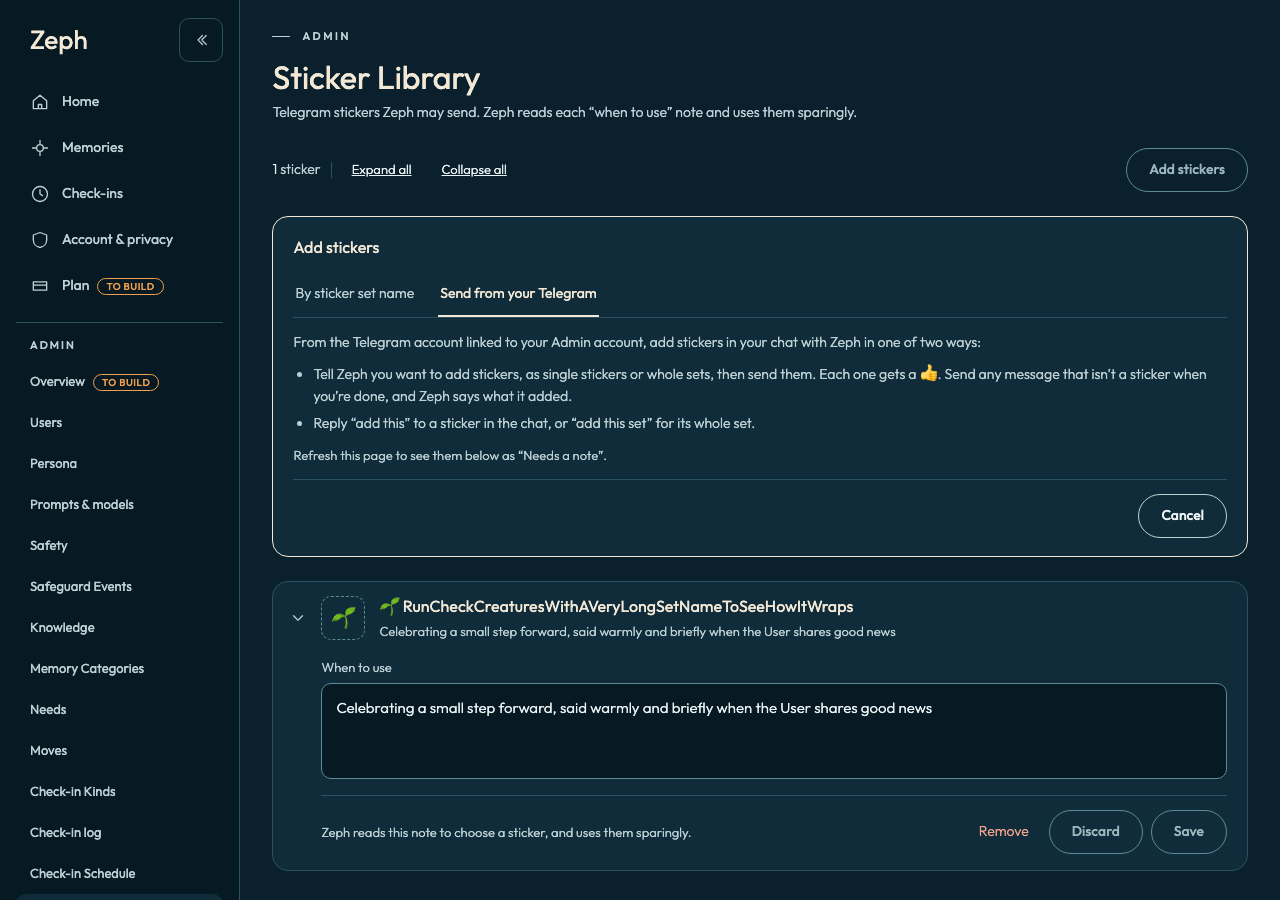 Zeph
Home
Memories
Check-ins
Account & privacy
Plan TO BUILD
ADMIN
Overview TO BUILD
Users
Persona
Prompts & models
Safety
Safeguard Events
Knowledge
Memory Categories
Needs
Moves
Check-in Kinds
Check-in log
Check-in Schedule
ADMIN
Sticker Library
Telegram stickers Zeph may send. Zeph reads each “when to use” note and uses them sparingly.
1 sticker Expand all Collapse all Add stickers
Add stickers
By sticker set name Send from your Telegram
From the Telegram account linked to your Admin account, add stickers in your chat with Zeph in one of two ways:
• Tell Zeph you want to add stickers, as single stickers or whole sets, then send them. Each one gets a 👍. Send any message that isn’t a sticker when
you’re done, and Zeph says what it added.
• Reply “add this” to a sticker in the chat, or “add this set” for its whole set.
Refresh this page to see them below as “Needs a note”.
Cancel
🌱 RunCheckCreaturesWithAVeryLongSetNameToSeeHowItWraps
Celebrating a small step forward, said warmly and briefly when the User shares good news
When to use
Celebrating a small step forward, said warmly and briefly when the User shares good news
Zeph reads this note to choose a sticker, and uses them sparingly. Remove Discard Save